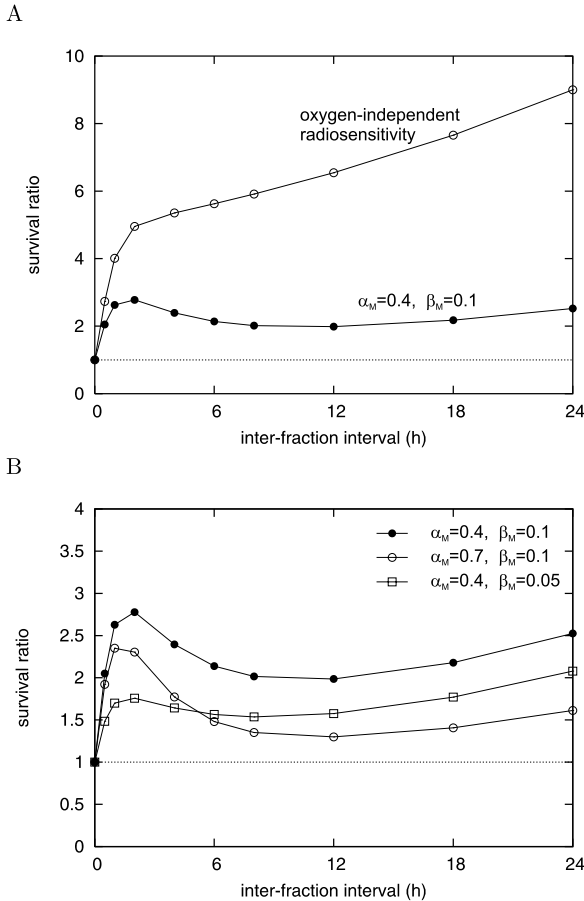 A
10
8
6
4
2
0
survival ratio
oxygen-independent
radiosensitivity
αM=0.4, βM=0.1
0 6 12 18 24
inter-fraction interval (h)
B
4
3.5
3
2.5
2
1.5
1
0.5
0
survival ratio
αM=0.4, βM=0.1
αM=0.7, βM=0.1
αM=0.4, βM=0.05
0 6 12 18 24
inter-fraction interval (h)